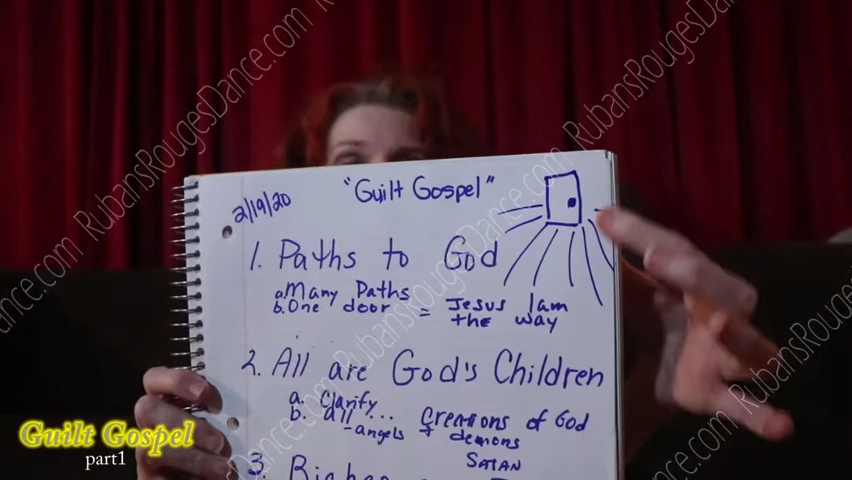 RubansRougesDance.com
2/19/20
"Guilt Gospel"
1. Paths to God
a. Many Paths
b. One door = Jesus I am
the way
2. All are God's Children
a. Clarify
b. all ... Creations of God
- angels + demons
SATAN
3.
Guilt Gospel
part1